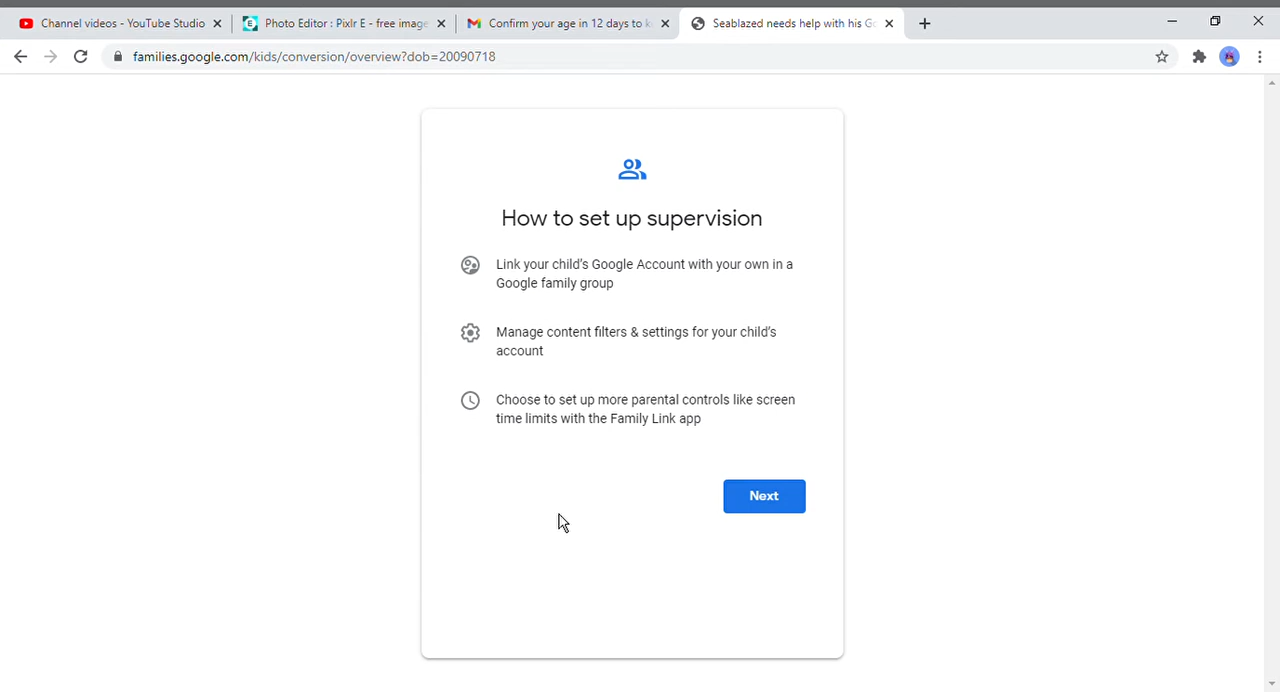 Channel videos - YouTube Studio
Photo Editor : Pixlr E - free image
Confirm your age in 12 days to k
Seablazed needs help with his Go
families.google.com/kids/conversion/overview?dob=20090718
How to set up supervision
Link your child's Google Account with your own in a
Google family group
Manage content filters & settings for your child's
account
Choose to set up more parental controls like screen
time limits with the Family Link app
Next